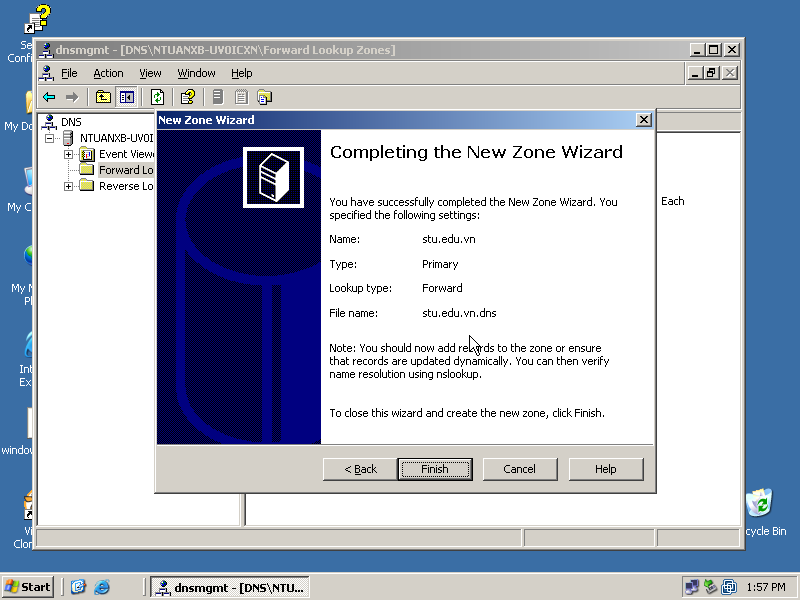 dnsmgmt - [DNS\NTUANXB-UV0ICXN\Forward Lookup Zones]
File Action View Window Help
DNS
NTUANXB-UV0I
Event Viewe
Forward Lo
Reverse Lo
New Zone Wizard
Completing the New Zone Wizard
You have successfully completed the New Zone Wizard. You
specified the following settings:
Name: stu.edu.vn
Type: Primary
Lookup type: Forward
File name: stu.edu.vn.dns
Note: You should now add records to the zone or ensure
that records are updated dynamically. You can then verify
name resolution using nslookup.
To close this wizard and create the new zone, click Finish.
< Back Finish Cancel Help
Each
Se
Confi
My Do
My C
My N
Pl
Int
Ex
window
Vi
Clon
cycle Bin
Start
dnsmgmt - [DNS\NTU...
1:57 PM